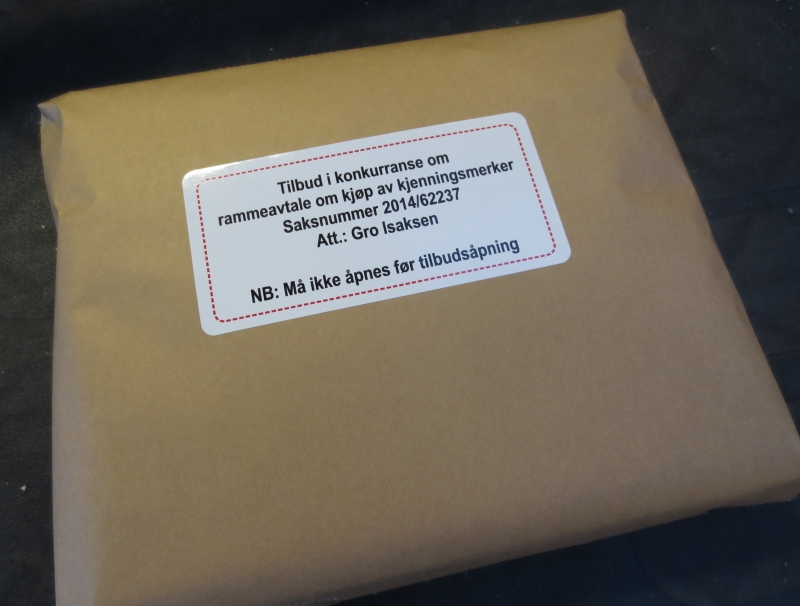 Tilbud i konkurranse om
rammeavtale om kjøp av kjenningsmerker
Saksnummer 2014/62237
Att.: Gro Isaksen
NB: Må ikke åpnes før tilbudsåpning